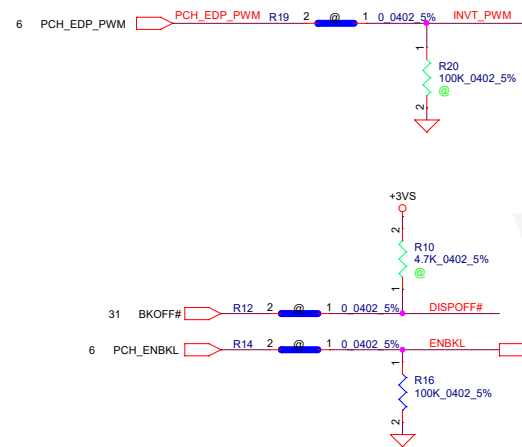 6 PCH_EDP_PWM PCH_EDP_PWM R19 2 @ 1 0_0402_5% INVT_PWM
1
R20
100K_0402_5%
@
2
+3VS
2
R10
4.7K_0402_5%
@
1
31 BKOFF# R12 2 @ 1 0_0402_5% DISPOFF#
6 PCH_ENBKL R14 2 @ 1 0_0402_5% ENBKL
1
R16
100K_0402_5%
2